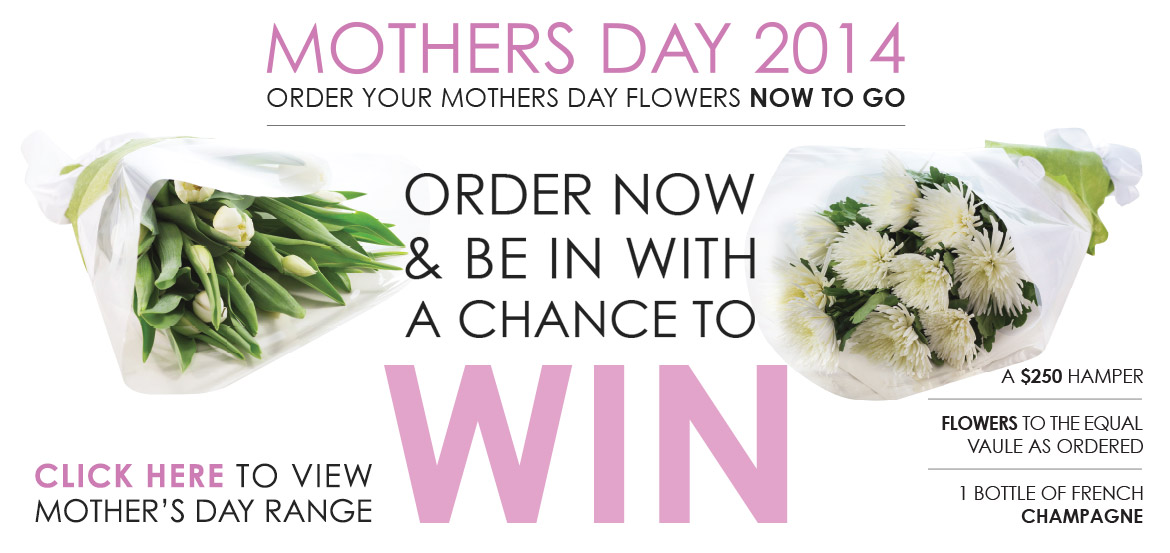 MOTHERS DAY 2014
ORDER YOUR MOTHERS DAY FLOWERS NOW TO GO
ORDER NOW
& BE IN WITH
A CHANCE TO
WIN
A $250 HAMPER
FLOWERS TO THE EQUAL
VAULE AS ORDERED
1 BOTTLE OF FRENCH
CHAMPAGNE
CLICK HERE TO VIEW
MOTHER'S DAY RANGE